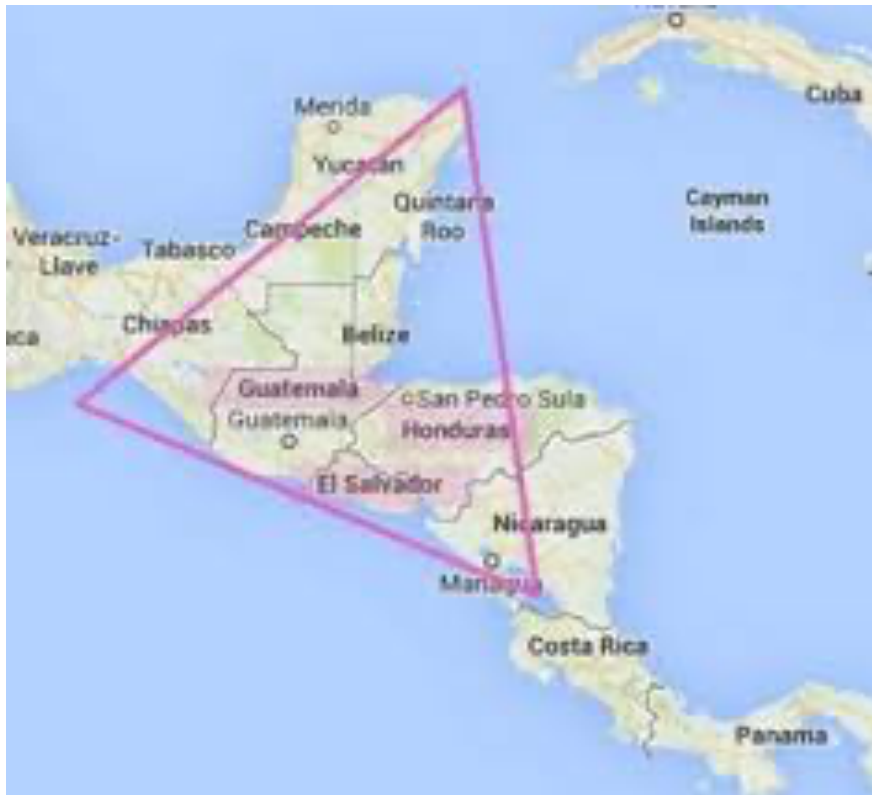 Merida
Cuba
Yucatan
Quintana
Roo
Cayman
Islands
Campeche
Veracruz-
Llave
Tabasco
Chiapas
aca
Belize
Guatemala
Guatemala
San Pedro Sula
Honduras
El Salvador
Nicaragua
Managua
Costa Rica
Panama